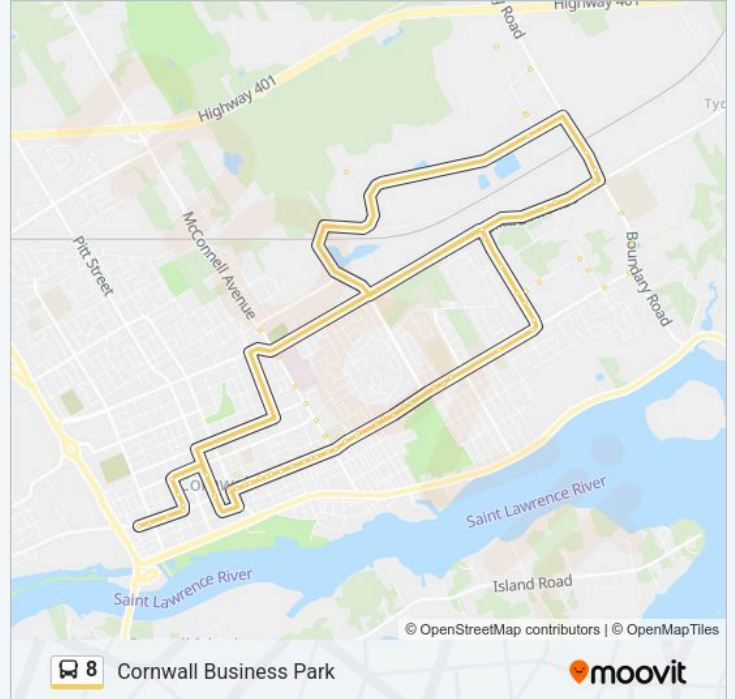 Highway 401
Road
Highway 401
Pitt Street
McConnell Avenue
Boundary Road
Saint Lawrence River
Saint Lawrence River
Island Road
© OpenStreetMap contributors | © OpenMapTiles
8 Cornwall Business Park
moovit